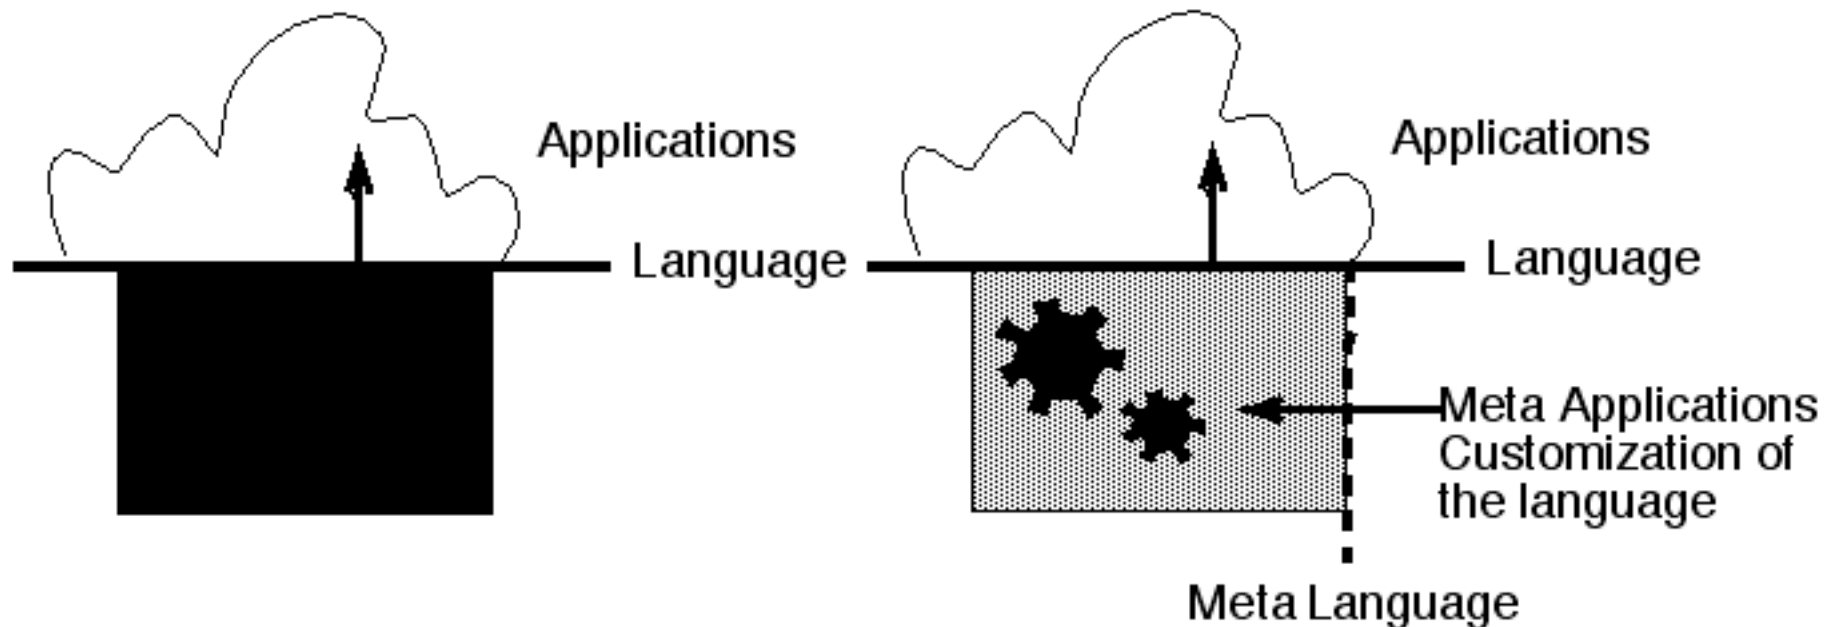 Applications
Language
Applications
Language
Meta Applications
Customization of
the language
Meta Language